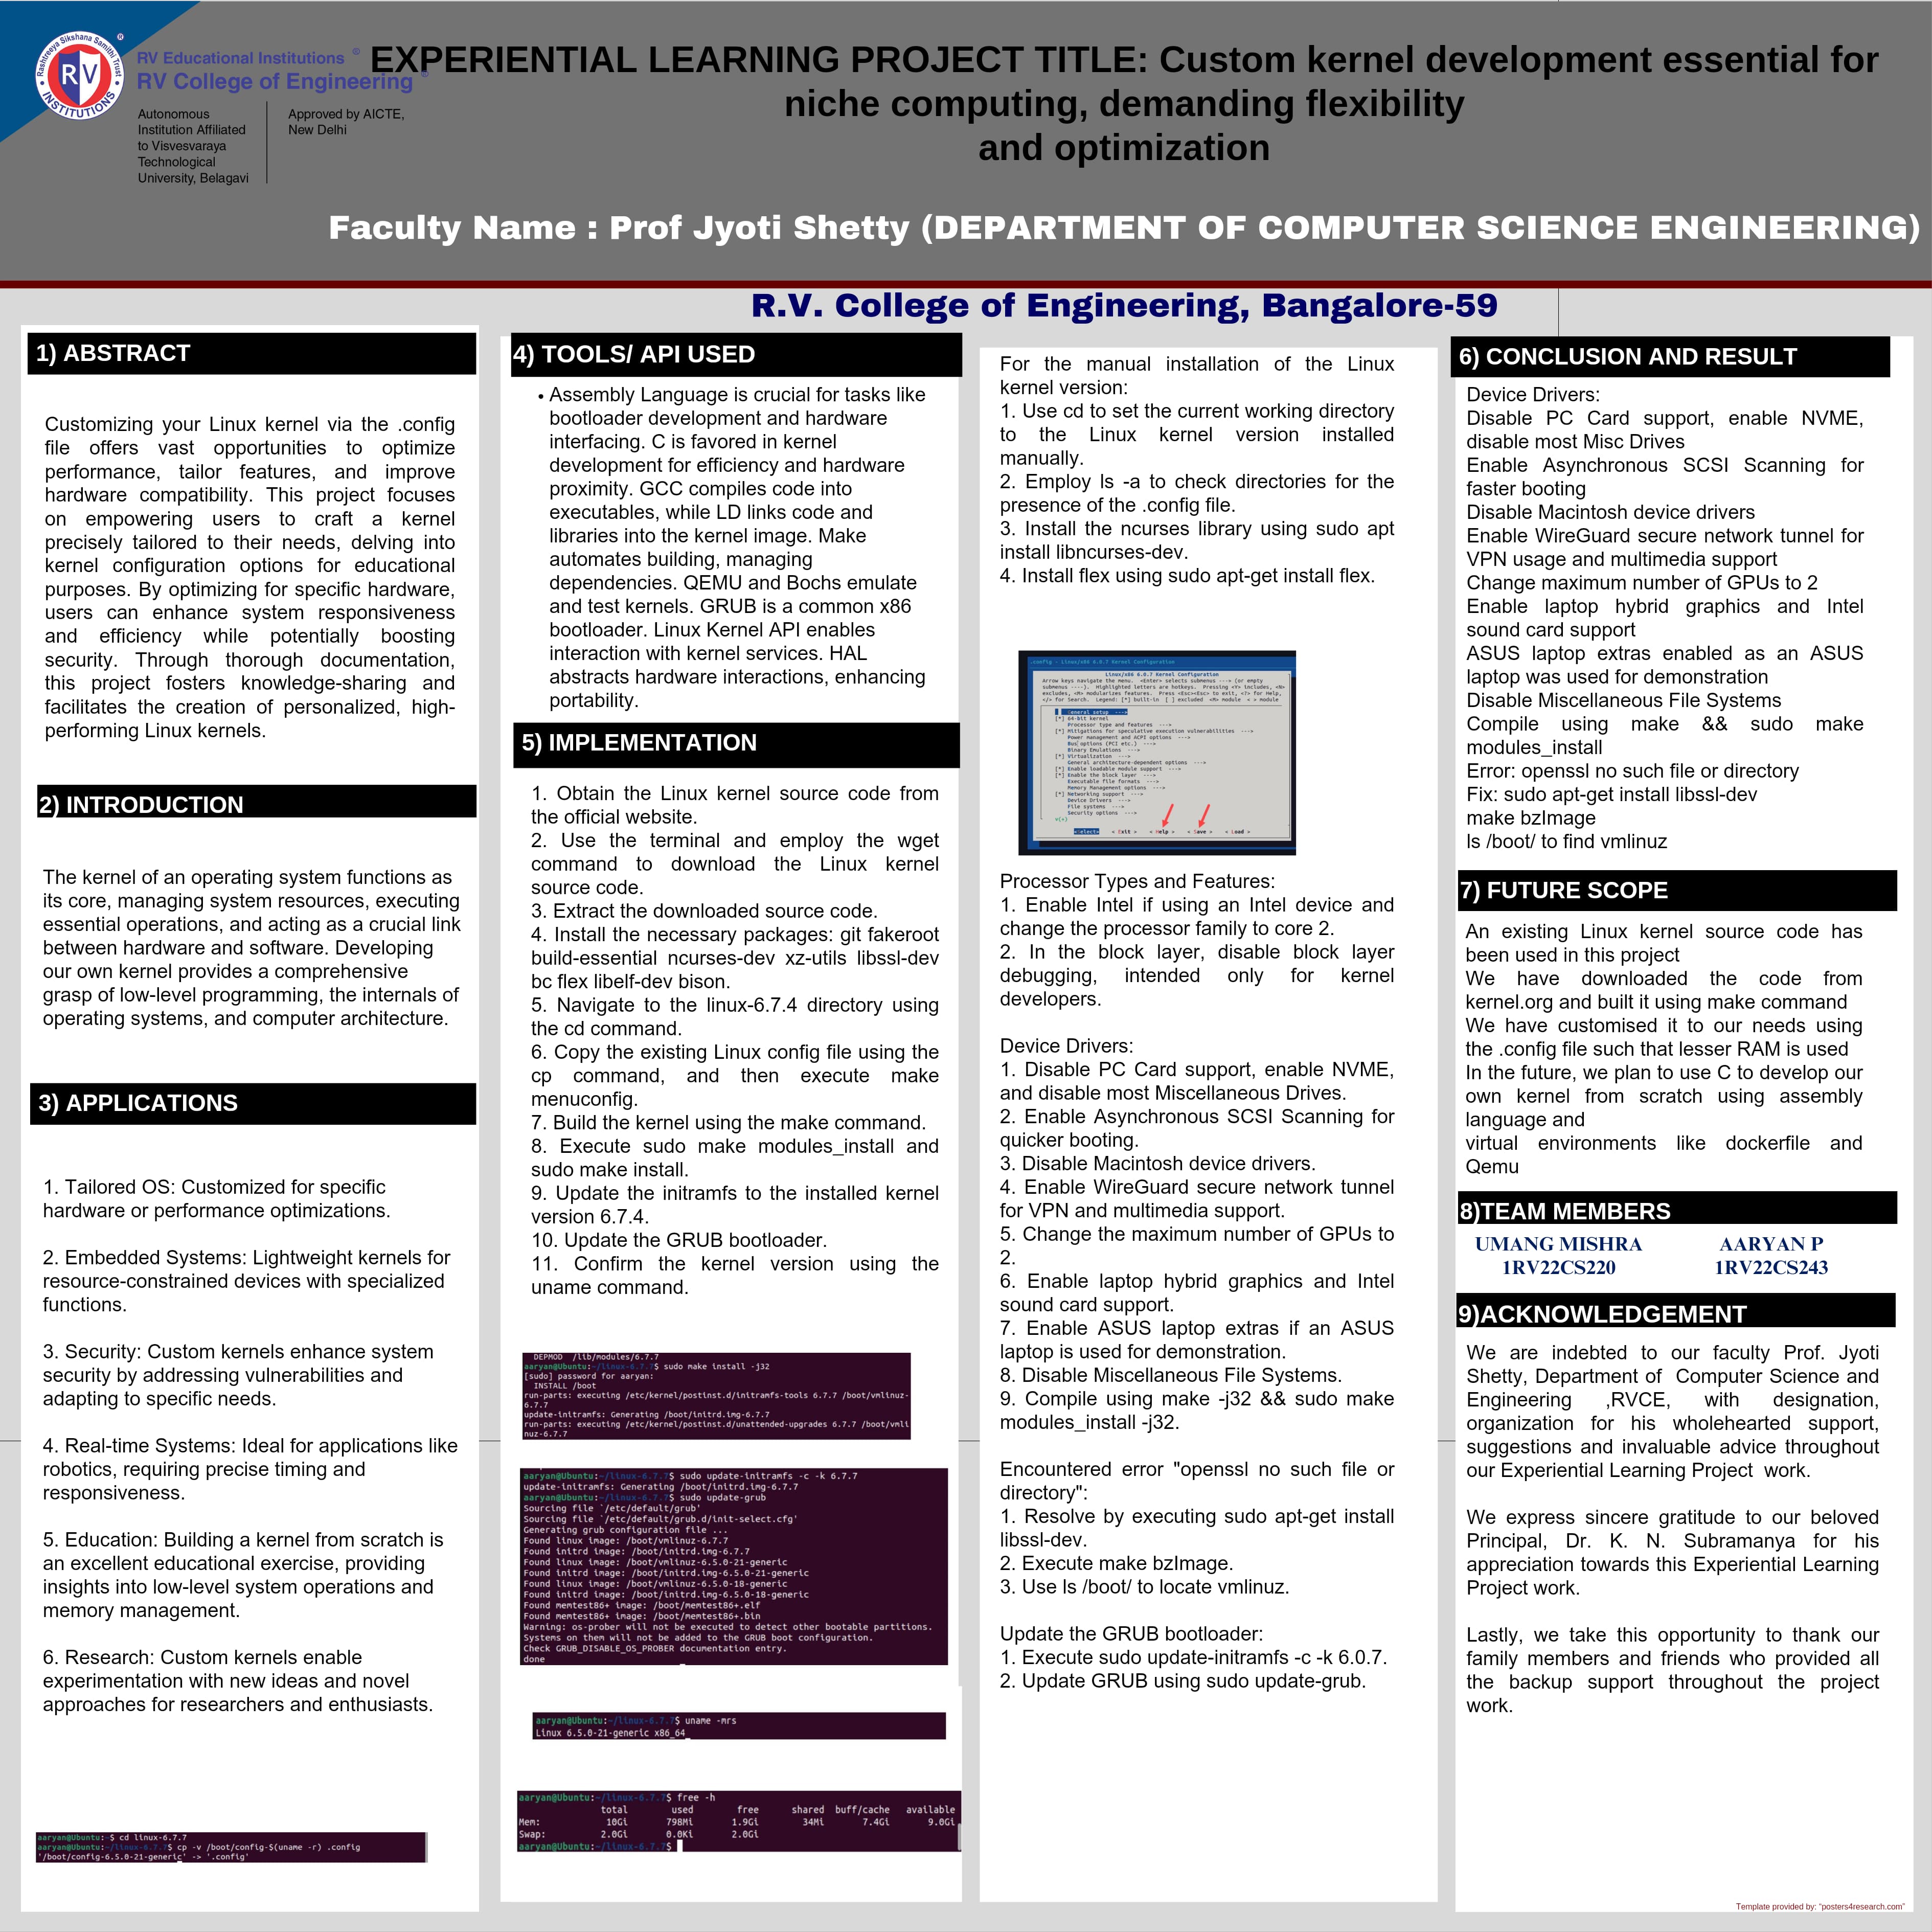 Rashtreeya Sikshana Samithi Trust
RV
INSTITUTIONS
RV Educational Institutions ®
RV College of Engineering ®
Autonomous
Institution Affiliated
to Visvesvaraya
Technological
University, Belagavi
Approved by AICTE,
New Delhi
EXPERIENTIAL LEARNING PROJECT TITLE: Custom kernel development essential for
niche computing, demanding flexibility
and optimization
Faculty Name : Prof Jyoti Shetty (DEPARTMENT OF COMPUTER SCIENCE ENGINEERING)
R.V. College of Engineering, Bangalore-59
1) ABSTRACT
Customizing your Linux kernel via the .config
file offers vast opportunities to optimize
performance, tailor features, and improve
hardware compatibility. This project focuses
on empowering users to craft a kernel
precisely tailored to their needs, delving into
kernel configuration options for educational
purposes. By optimizing for specific hardware,
users can enhance system responsiveness
and efficiency while potentially boosting
security. Through thorough documentation,
this project fosters knowledge-sharing and
facilitates the creation of personalized, high-
performing Linux kernels.
2) INTRODUCTION
The kernel of an operating system functions as
its core, managing system resources, executing
essential operations, and acting as a crucial link
between hardware and software. Developing
our own kernel provides a comprehensive
grasp of low-level programming, the internals of
operating systems, and computer architecture.
3) APPLICATIONS
1. Tailored OS: Customized for specific
hardware or performance optimizations.
2. Embedded Systems: Lightweight kernels for
resource-constrained devices with specialized
functions.
3. Security: Custom kernels enhance system
security by addressing vulnerabilities and
adapting to specific needs.
4. Real-time Systems: Ideal for applications like
robotics, requiring precise timing and
responsiveness.
5. Education: Building a kernel from scratch is
an excellent educational exercise, providing
insights into low-level system operations and
memory management.
6. Research: Custom kernels enable
experimentation with new ideas and novel
approaches for researchers and enthusiasts.
aaryan@Ubuntu:~$ cd linux-6.7.7
aaryan@Ubuntu:~/linux-6.7.7$ cp -v /boot/config-$(uname -r) .config
'/boot/config-6.5.0-21-generic' -> '.config'
4) TOOLS/ API USED
• Assembly Language is crucial for tasks like
bootloader development and hardware
interfacing. C is favored in kernel
development for efficiency and hardware
proximity. GCC compiles code into
executables, while LD links code and
libraries into the kernel image. Make
automates building, managing
dependencies. QEMU and Bochs emulate
and test kernels. GRUB is a common x86
bootloader. Linux Kernel API enables
interaction with kernel services. HAL
abstracts hardware interactions, enhancing
portability.
5) IMPLEMENTATION
1. Obtain the Linux kernel source code from
the official website.
2. Use the terminal and employ the wget
command to download the Linux kernel
source code.
3. Extract the downloaded source code.
4. Install the necessary packages: git fakeroot
build-essential ncurses-dev xz-utils libssl-dev
bc flex libelf-dev bison.
5. Navigate to the linux-6.7.4 directory using
the cd command.
6. Copy the existing Linux config file using the
cp command, and then execute make
menuconfig.
7. Build the kernel using the make command.
8. Execute sudo make modules_install and
sudo make install.
9. Update the initramfs to the installed kernel
version 6.7.4.
10. Update the GRUB bootloader.
11. Confirm the kernel version using the
uname command.
DEPMOD /lib/modules/6.7.7
aaryan@Ubuntu:~/linux-6.7.7$ sudo make install -j32
[sudo] password for aaryan:
INSTALL /boot
run-parts: executing /etc/kernel/postinst.d/initramfs-tools 6.7.7 /boot/vmlinuz-
6.7.7
update-initramfs: Generating /boot/initrd.img-6.7.7
run-parts: executing /etc/kernel/postinst.d/unattended-upgrades 6.7.7 /boot/vmli
nuz-6.7.7
aaryan@Ubuntu:~/linux-6.7.7$ sudo update-initramfs -c -k 6.7.7
update-initramfs: Generating /boot/initrd.img-6.7.7
aaryan@Ubuntu:~/linux-6.7.7$ sudo update-grub
Sourcing file `/etc/default/grub'
Sourcing file `/etc/default/grub.d/init-select.cfg'
Generating grub configuration file ...
Found linux image: /boot/vmlinuz-6.7.7
Found initrd image: /boot/initrd.img-6.7.7
Found linux image: /boot/vmlinuz-6.5.0-21-generic
Found initrd image: /boot/initrd.img-6.5.0-21-generic
Found linux image: /boot/vmlinuz-6.5.0-18-generic
Found initrd image: /boot/initrd.img-6.5.0-18-generic
Found memtest86+ image: /boot/memtest86+.elf
Found memtest86+ image: /boot/memtest86+.bin
Warning: os-prober will not be executed to detect other bootable partitions.
Systems on them will not be added to the GRUB boot configuration.
Check GRUB_DISABLE_OS_PROBER documentation entry.
done
aaryan@Ubuntu:~/linux-6.7.7$ uname -mrs
Linux 6.5.0-21-generic x86_64
aaryan@Ubuntu:~/linux-6.7.7$ free -h
total used free shared buff/cache available
Mem: 10Gi 798Mi 1.9Gi 34Mi 7.4Gi 9.0Gi
Swap: 2.0Gi 0.0Ki 2.0Gi
aaryan@Ubuntu:~/linux-6.7.7$
For the manual installation of the Linux
kernel version:
1. Use cd to set the current working directory
to the Linux kernel version installed
manually.
2. Employ ls -a to check directories for the
presence of the .config file.
3. Install the ncurses library using sudo apt
install libncurses-dev.
4. Install flex using sudo apt-get install flex.
.config - Linux/x86 6.0.7 Kernel Configuration
Linux/x86 6.0.7 Kernel Configuration
Arrow keys navigate the menu. <Enter> selects submenus ---> (or empty
submenus ----). Highlighted letters are hotkeys. Pressing <Y> includes, <N>
excludes, <M> modularizes features. Press <Esc><Esc> to exit, <?> for Help,
</> for Search. Legend: [*] built-in [ ] excluded <M> module < > module
General setup --->
[*] 64-bit kernel
Processor type and features --->
[*] Mitigations for speculative execution vulnerabilities --->
Power management and ACPI options --->
Bus options (PCI etc.) --->
Binary Emulations --->
[*] Virtualization --->
General architecture-dependent options --->
[*] Enable loadable module support --->
[*] Enable the block layer --->
Executable file formats --->
Memory Management options --->
[*] Networking support --->
Device Drivers --->
File systems --->
Security options --->
v(+)
<Select> < Exit > < Help > < Save > < Load >
Processor Types and Features:
1. Enable Intel if using an Intel device and
change the processor family to core 2.
2. In the block layer, disable block layer
debugging, intended only for kernel
developers.
Device Drivers:
1. Disable PC Card support, enable NVME,
and disable most Miscellaneous Drives.
2. Enable Asynchronous SCSI Scanning for
quicker booting.
3. Disable Macintosh device drivers.
4. Enable WireGuard secure network tunnel
for VPN and multimedia support.
5. Change the maximum number of GPUs to
2.
6. Enable laptop hybrid graphics and Intel
sound card support.
7. Enable ASUS laptop extras if an ASUS
laptop is used for demonstration.
8. Disable Miscellaneous File Systems.
9. Compile using make -j32 && sudo make
modules_install -j32.
Encountered error "openssl no such file or
directory":
1. Resolve by executing sudo apt-get install
libssl-dev.
2. Execute make bzImage.
3. Use ls /boot/ to locate vmlinuz.
Update the GRUB bootloader:
1. Execute sudo update-initramfs -c -k 6.0.7.
2. Update GRUB using sudo update-grub.
6) CONCLUSION AND RESULT
Device Drivers:
Disable PC Card support, enable NVME,
disable most Misc Drives
Enable Asynchronous SCSI Scanning for
faster booting
Disable Macintosh device drivers
Enable WireGuard secure network tunnel for
VPN usage and multimedia support
Change maximum number of GPUs to 2
Enable laptop hybrid graphics and Intel
sound card support
ASUS laptop extras enabled as an ASUS
laptop was used for demonstration
Disable Miscellaneous File Systems
Compile using make && sudo make
modules_install
Error: openssl no such file or directory
Fix: sudo apt-get install libssl-dev
make bzImage
ls /boot/ to find vmlinuz
7) FUTURE SCOPE
An existing Linux kernel source code has
been used in this project
We have downloaded the code from
kernel.org and built it using make command
We have customised it to our needs using
the .config file such that lesser RAM is used
In the future, we plan to use C to develop our
own kernel from scratch using assembly
language and
virtual environments like dockerfile and
Qemu
8)TEAM MEMBERS
UMANG MISHRA AARYAN P
1RV22CS220 1RV22CS243
9)ACKNOWLEDGEMENT
We are indebted to our faculty Prof. Jyoti
Shetty, Department of Computer Science and
Engineering ,RVCE, with designation,
organization for his wholehearted support,
suggestions and invaluable advice throughout
our Experiential Learning Project work.
We express sincere gratitude to our beloved
Principal, Dr. K. N. Subramanya for his
appreciation towards this Experiential Learning
Project work.
Lastly, we take this opportunity to thank our
family members and friends who provided all
the backup support throughout the project
work.
Template provided by: "posters4research.com"